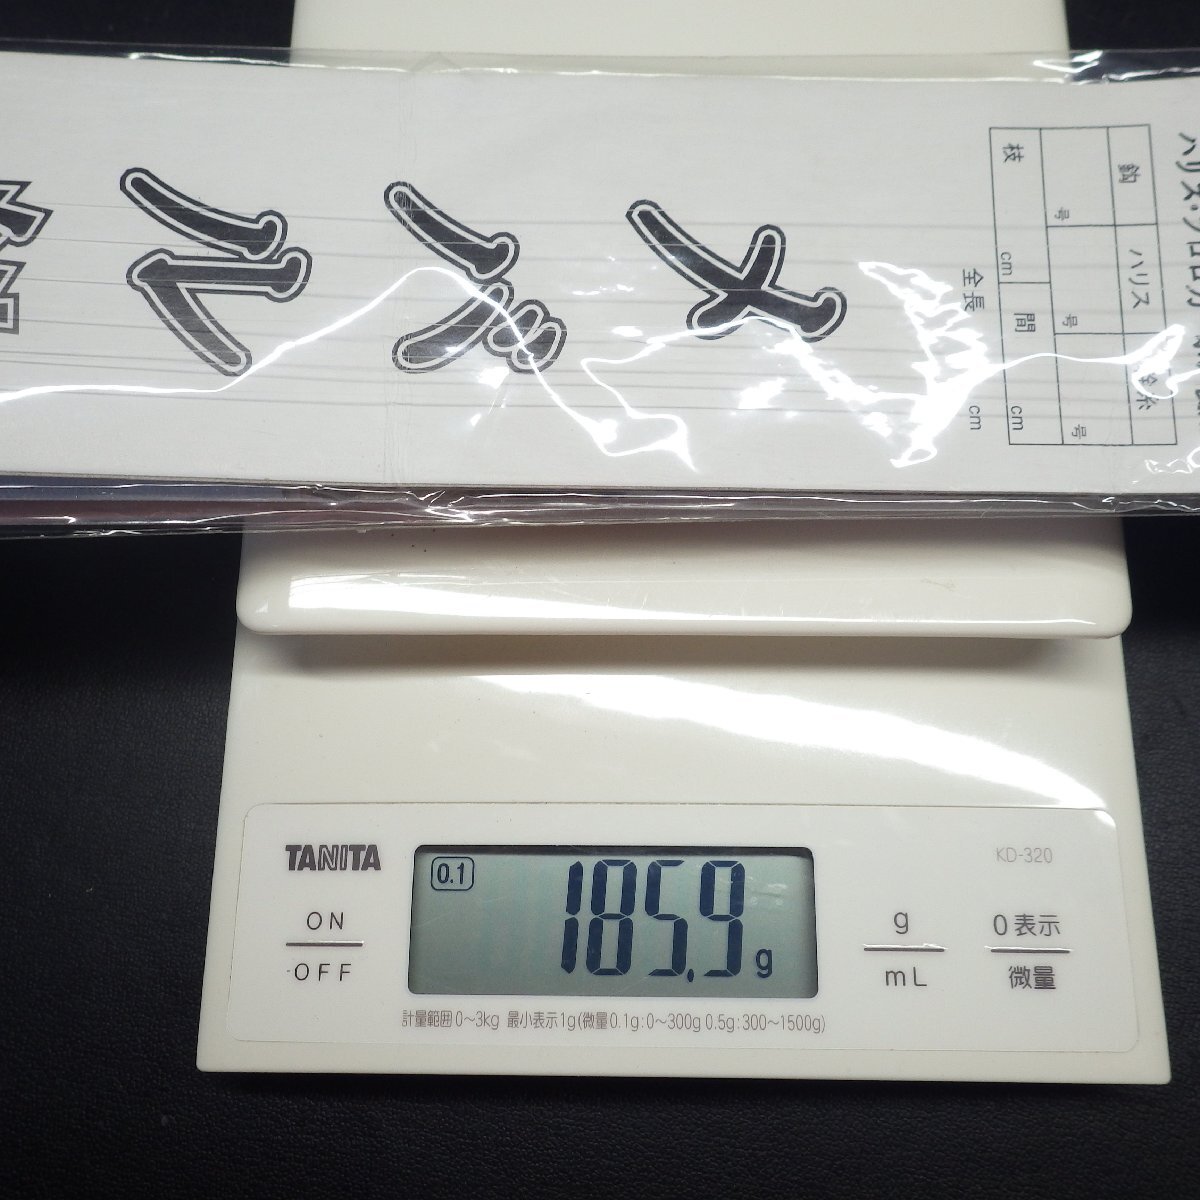 メバル
ハリス・フロロカ
鈎 ハリス 幹糸
号 号 号
枝 cm 間 cm
全長 cm
TANITA
KD-320
0.1 185.9 g
ON
OFF
g
mL
0表示
微量
計量範囲 0～3kg 最小表示1g(微量0.1g:0～300g 0.5g:300～1500g)